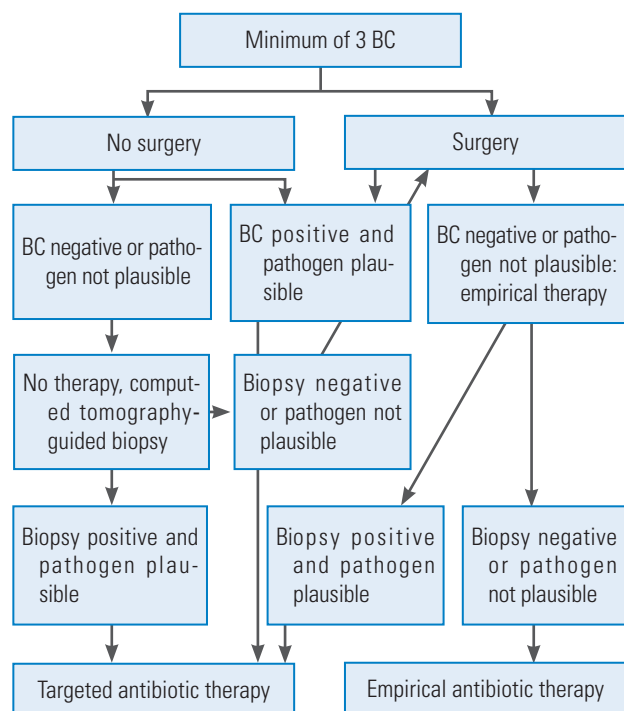 Minimum of 3 BC
No surgery
Surgery
BC negative or patho-
gen not plausible
BC positive and
pathogen plau-
sible
BC negative or patho-
gen not plausible:
empirical therapy
No therapy, comput-
ed tomography-
guided biopsy
Biopsy negative
or pathogen not
plausible
Biopsy positive and
pathogen plau-
sible
Biopsy positive
and pathogen
plausible
Biopsy negative
or pathogen
not plausible
Targeted antibiotic therapy
Empirical antibiotic therapy